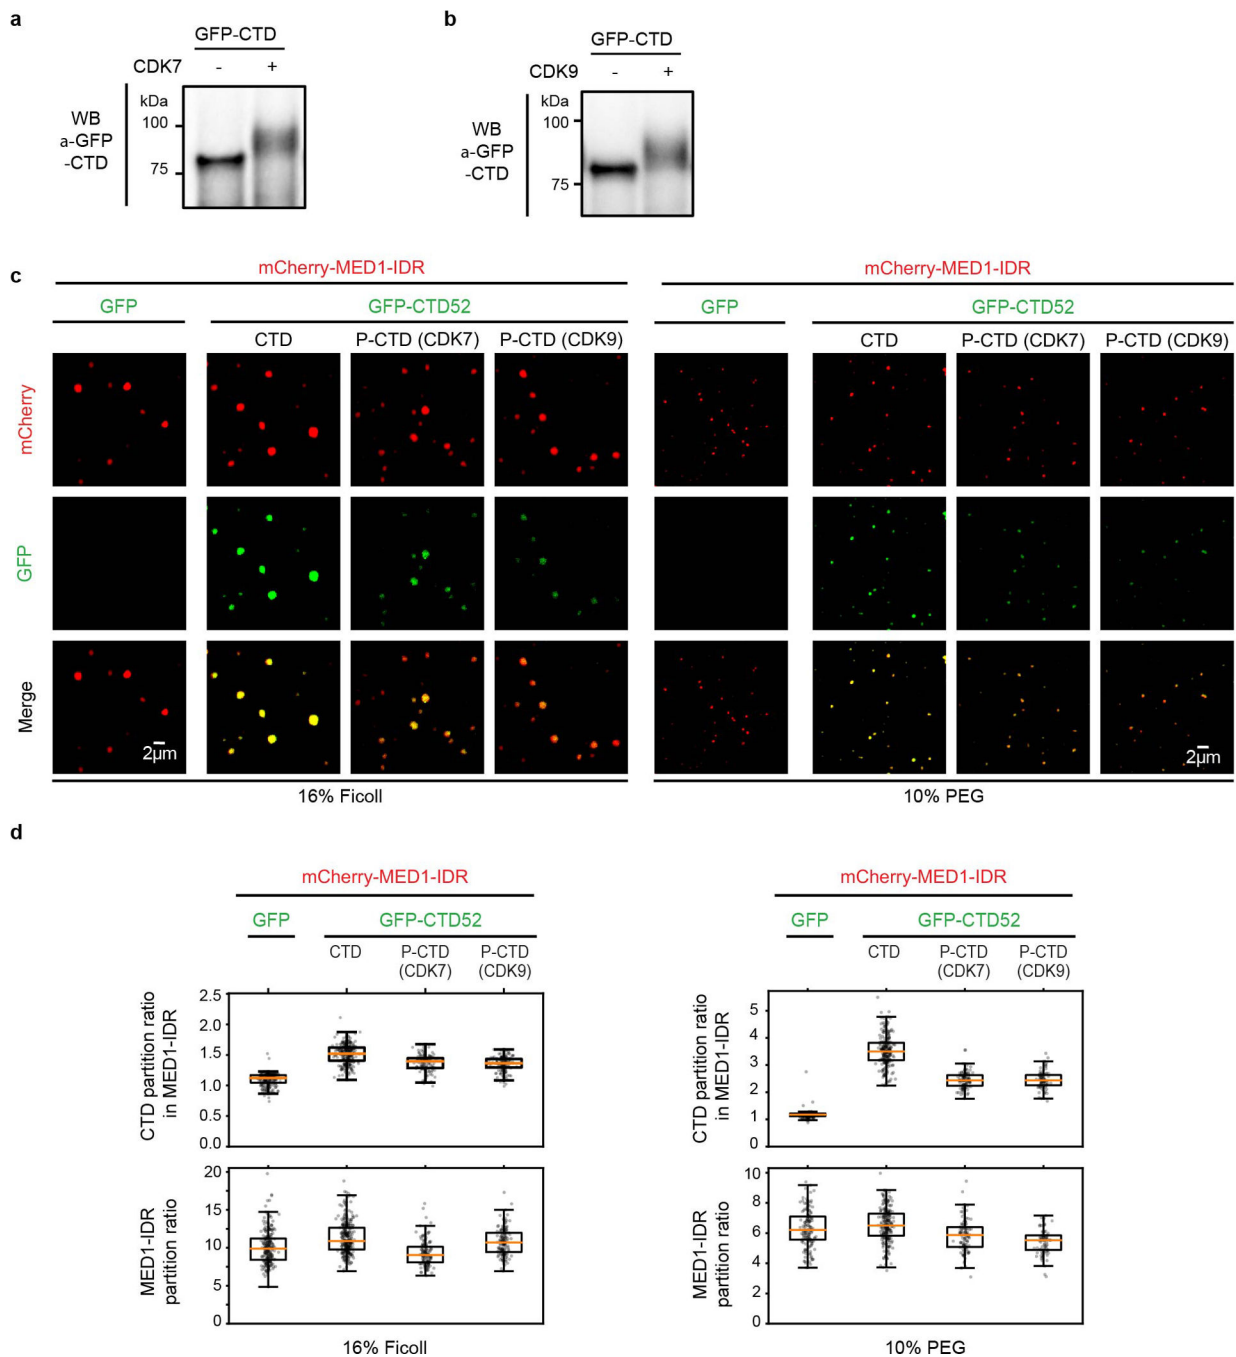 a
GFP-CTD
CDK7 - +
kDa
WB
a-GFP
-CTD
100
75
b
GFP-CTD
CDK9 - +
kDa
WB
a-GFP
-CTD
100
75
c
mCherry-MED1-IDR
GFP
GFP-CTD52
CTD
P-CTD (CDK7)
P-CTD (CDK9)
mCherry
GFP
Merge
2µm
16% Ficoll
mCherry-MED1-IDR
GFP
GFP-CTD52
CTD
P-CTD (CDK7)
P-CTD (CDK9)
2µm
10% PEG
d
mCherry-MED1-IDR
GFP
GFP-CTD52
CTD
P-CTD
(CDK7)
P-CTD
(CDK9)
CTD partition ratio
in MED1-IDR
2.5
2.0
1.5
1.0
0.5
0.0
MED1-IDR
partition ratio
20
15
10
5
0
16% Ficoll
mCherry-MED1-IDR
GFP
GFP-CTD52
CTD
P-CTD
(CDK7)
P-CTD
(CDK9)
CTD partition ratio
in MED1-IDR
5
4
3
2
1
0
MED1-IDR
partition ratio
10
8
6
4
2
0
10% PEG